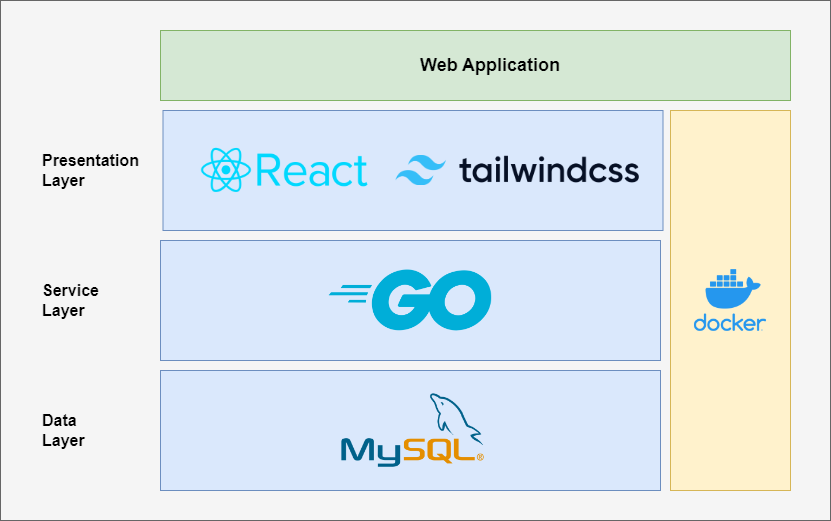 Web Application
Presentation
Layer
React
tailwindcss
Service
Layer
GO
docker
Data
Layer
MySQL®